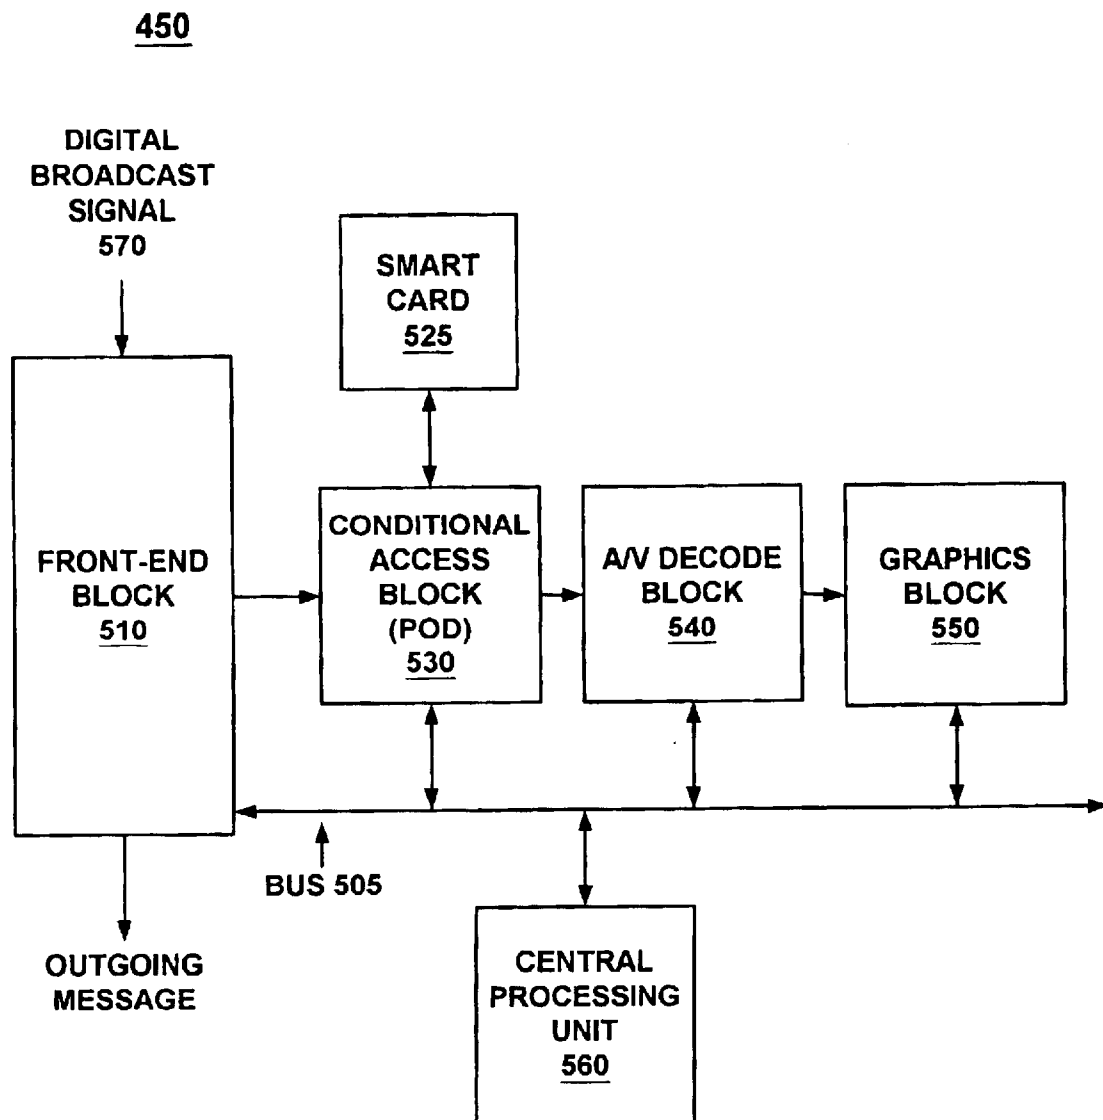 450
DIGITAL
BROADCAST
SIGNAL
570
SMART
CARD
525
FRONT-END
BLOCK
510
CONDITIONAL
ACCESS
BLOCK
(POD)
530
A/V DECODE
BLOCK
540
GRAPHICS
BLOCK
550
BUS 505
OUTGOING
MESSAGE
CENTRAL
PROCESSING
UNIT
560